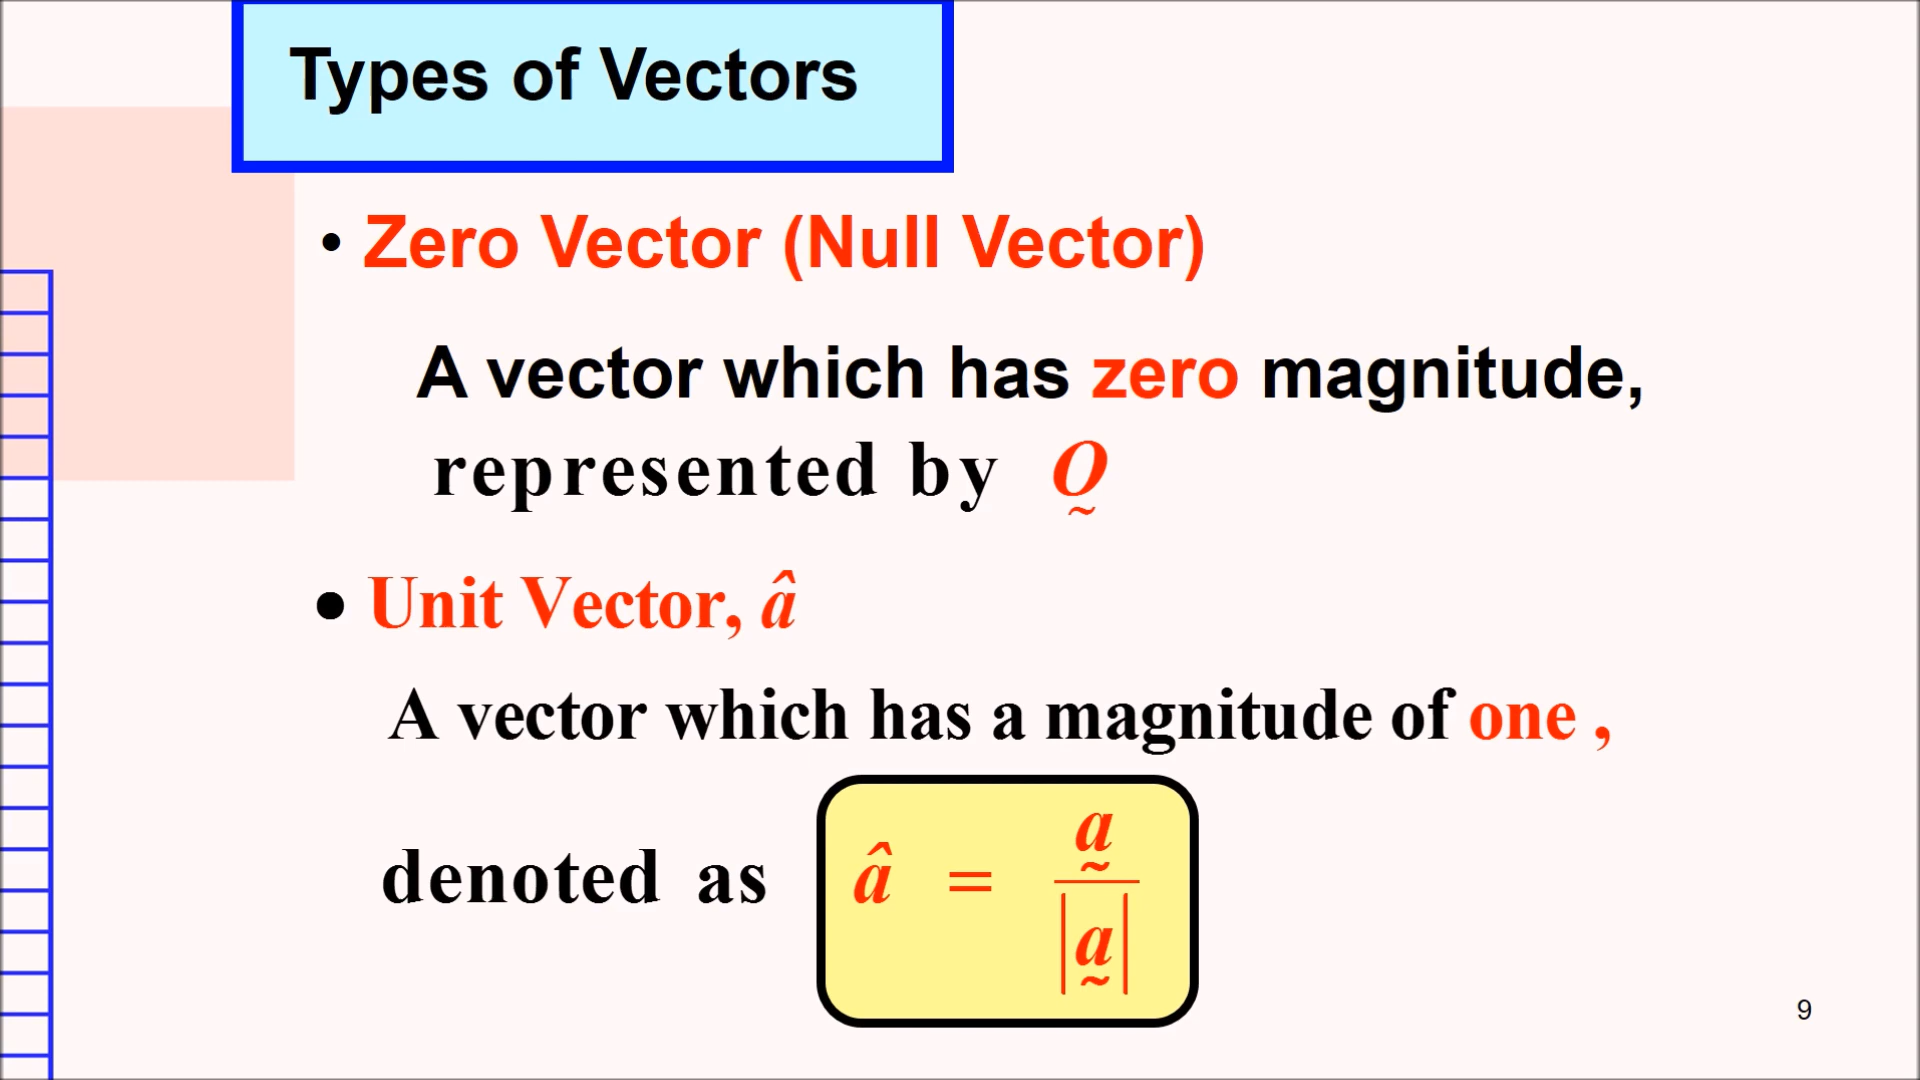 Types of Vectors
• Zero Vector (Null Vector)
A vector which has zero magnitude,
represented by O̰
• Unit Vector, â
A vector which has a magnitude of one ,
denoted as â = a̰ / |a̰|
9